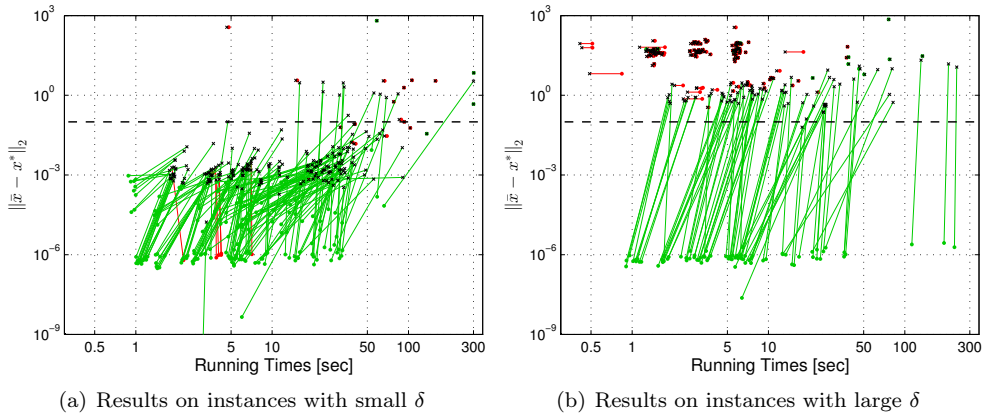 10^3
10^0
10^-3
10^-6
10^-9
‖x̄ − x*‖_2
0.5 1 5 10 50 100 300
Running Times [sec]
(a) Results on instances with small δ
10^3
10^0
10^-3
10^-6
10^-9
‖x̄ − x*‖_2
0.5 1 5 10 50 100 300
Running Times [sec]
(b) Results on instances with large δ